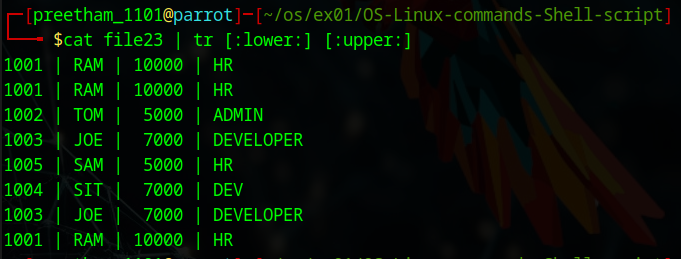 ┌─[preetham_1101@parrot]─[~/os/ex01/OS-Linux-commands-Shell-script]
└──╼ $cat file23 | tr [:lower:] [:upper:]
1001 | RAM | 10000 | HR
1001 | RAM | 10000 | HR
1002 | TOM |  5000 | ADMIN
1003 | JOE |  7000 | DEVELOPER
1005 | SAM |  5000 | HR
1004 | SIT |  7000 | DEV
1003 | JOE |  7000 | DEVELOPER
1001 | RAM | 10000 | HR